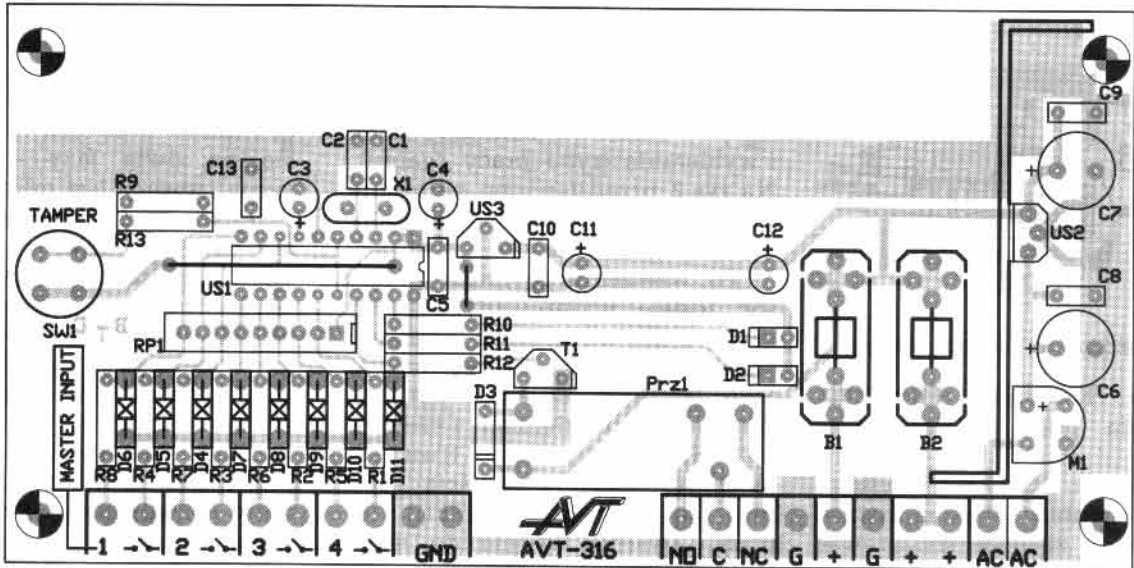 C9
C2 C1
C13 C3 X1 C4
R9
TAMPER
R13
US3
C10 C11 C12
C7
US2
US1
C5
C8
SW1
RP1
R10
R11
R12
D1
D2
T1
D3
Prz1
C6
MASTER INPUT
B1 B2
M1
R8 D6 R4 D5 R7 D4 R3 D7 R6 D8 R2 D9 R5 D10 R1 D11
1 2 3 4 GND
AVT
AVT-316
NO C NC G + G + + AC AC